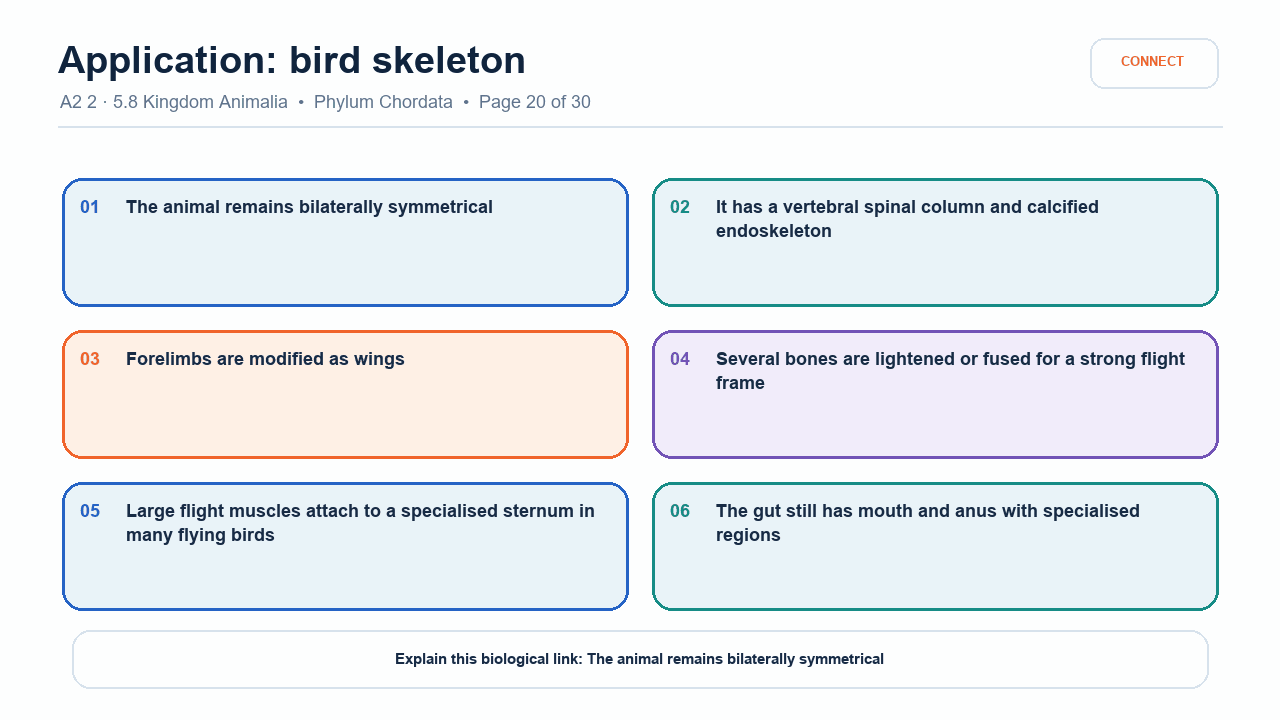 Application: bird skeleton
CONNECT
A2 2 · 5.8 Kingdom Animalia • Phylum Chordata • Page 20 of 30
01 The animal remains bilaterally symmetrical
02 It has a vertebral spinal column and calcified
endoskeleton
03 Forelimbs are modified as wings
04 Several bones are lightened or fused for a strong flight
frame
05 Large flight muscles attach to a specialised sternum in
many flying birds
06 The gut still has mouth and anus with specialised
regions
Explain this biological link: The animal remains bilaterally symmetrical